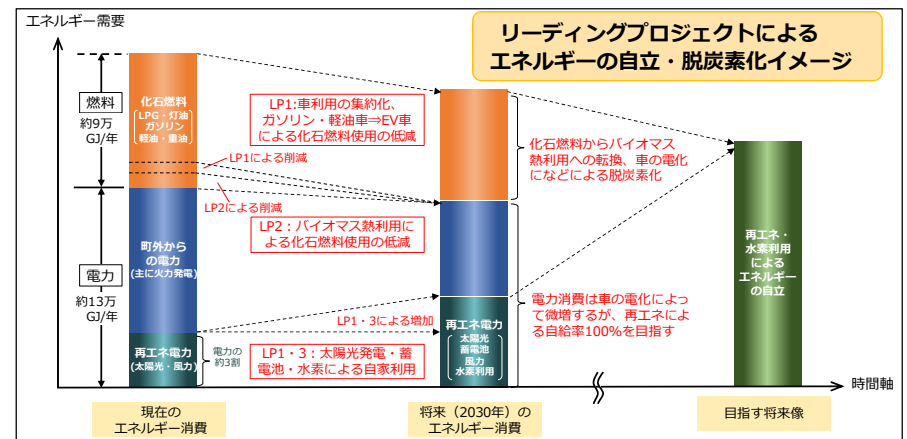 エネルギー需要
リーディングプロジェクトによる
エネルギーの自立・脱炭素化イメージ
燃料
約9万
GJ/年
化石燃料
LPG・灯油
ガソリン
軽油・重油
LP1:車利用の集約化、
ガソリン・軽油車⇒EV車
による化石燃料使用の低減
LP1による削減
LP2による削減
化石燃料からバイオマス
熱利用への転換、車の電化
になどによる脱炭素化
LP2：バイオマス熱利用に
よる化石燃料使用の低減
電力
約13万
GJ/年
町外から
の電力
(主に火力発電)
再エネ・
水素利用
による
エネルギー
の自立
電力消費は車の電化によって
微増するが、再エネによ
る自給率100%を目指す
LP1・3による増加
再エネ電力
(太陽光・風力)
電力の
約3割
LP1・3：太陽光発電・蓄
電池・水素による自家利用
再エネ電力
太陽光
蓄電池
風力
水素利用
時間軸
現在の
エネルギー消費
将来（2030年）の
エネルギー消費
目指す将来像